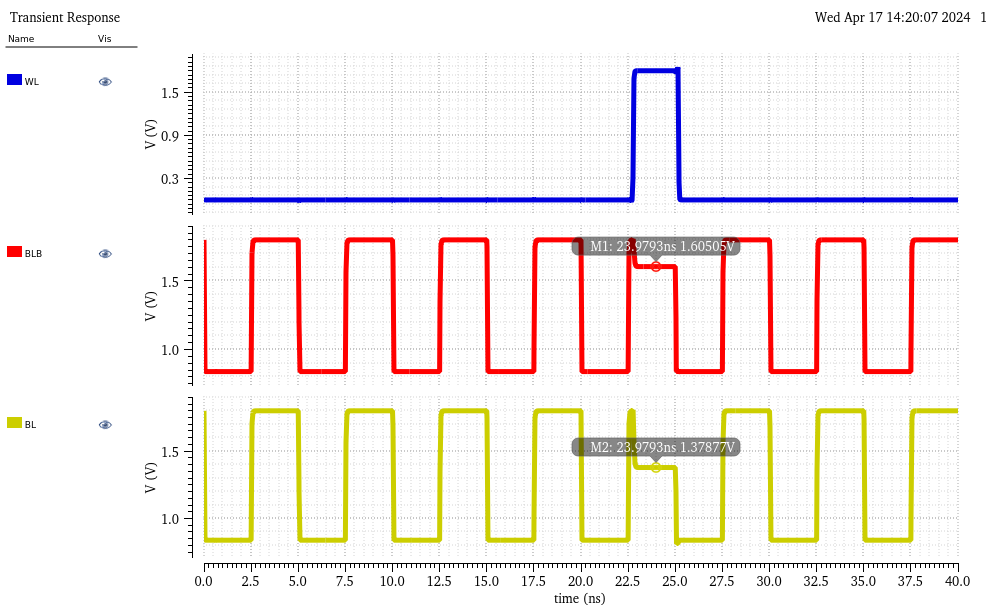 Transient Response
Wed Apr 17 14:20:07 2024 1
Name Vis
WL
V (V)
1.5
0.9
0.3
BLB
V (V)
1.5
1.0
M1: 23.9793ns 1.60505V
BL
V (V)
1.5
1.0
M2: 23.9793ns 1.37877V
0.0 2.5 5.0 7.5 10.0 12.5 15.0 17.5 20.0 22.5 25.0 27.5 30.0 32.5 35.0 37.5 40.0
time (ns)